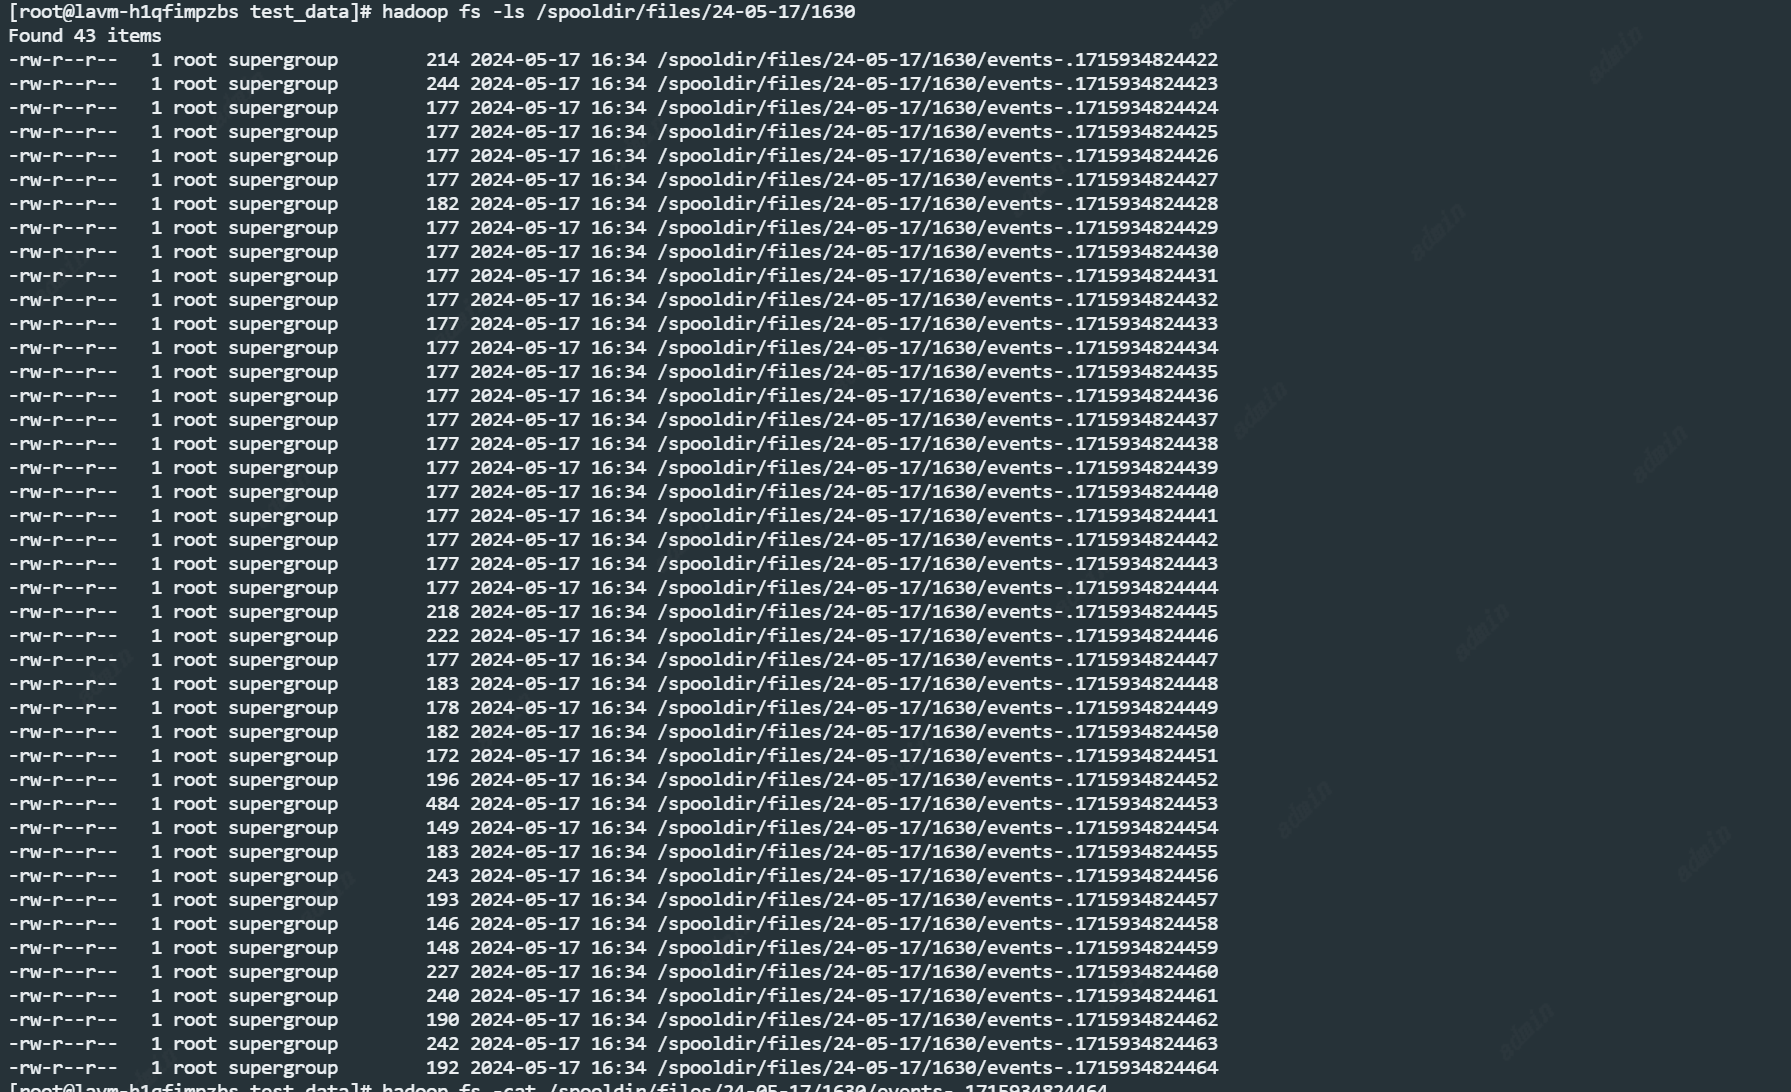 [root@lavm-h1qfimpzbs test_data]# hadoop fs -ls /spooldir/files/24-05-17/1630
Found 43 items
-rw-r--r--   1 root supergroup        214 2024-05-17 16:34 /spooldir/files/24-05-17/1630/events-.1715934824422
-rw-r--r--   1 root supergroup        244 2024-05-17 16:34 /spooldir/files/24-05-17/1630/events-.1715934824423
-rw-r--r--   1 root supergroup        177 2024-05-17 16:34 /spooldir/files/24-05-17/1630/events-.1715934824424
-rw-r--r--   1 root supergroup        177 2024-05-17 16:34 /spooldir/files/24-05-17/1630/events-.1715934824425
-rw-r--r--   1 root supergroup        177 2024-05-17 16:34 /spooldir/files/24-05-17/1630/events-.1715934824426
-rw-r--r--   1 root supergroup        177 2024-05-17 16:34 /spooldir/files/24-05-17/1630/events-.1715934824427
-rw-r--r--   1 root supergroup        182 2024-05-17 16:34 /spooldir/files/24-05-17/1630/events-.1715934824428
-rw-r--r--   1 root supergroup        177 2024-05-17 16:34 /spooldir/files/24-05-17/1630/events-.1715934824429
-rw-r--r--   1 root supergroup        177 2024-05-17 16:34 /spooldir/files/24-05-17/1630/events-.1715934824430
-rw-r--r--   1 root supergroup        177 2024-05-17 16:34 /spooldir/files/24-05-17/1630/events-.1715934824431
-rw-r--r--   1 root supergroup        177 2024-05-17 16:34 /spooldir/files/24-05-17/1630/events-.1715934824432
-rw-r--r--   1 root supergroup        177 2024-05-17 16:34 /spooldir/files/24-05-17/1630/events-.1715934824433
-rw-r--r--   1 root supergroup        177 2024-05-17 16:34 /spooldir/files/24-05-17/1630/events-.1715934824434
-rw-r--r--   1 root supergroup        177 2024-05-17 16:34 /spooldir/files/24-05-17/1630/events-.1715934824435
-rw-r--r--   1 root supergroup        177 2024-05-17 16:34 /spooldir/files/24-05-17/1630/events-.1715934824436
-rw-r--r--   1 root supergroup        177 2024-05-17 16:34 /spooldir/files/24-05-17/1630/events-.1715934824437
-rw-r--r--   1 root supergroup        177 2024-05-17 16:34 /spooldir/files/24-05-17/1630/events-.1715934824438
-rw-r--r--   1 root supergroup        177 2024-05-17 16:34 /spooldir/files/24-05-17/1630/events-.1715934824439
-rw-r--r--   1 root supergroup        177 2024-05-17 16:34 /spooldir/files/24-05-17/1630/events-.1715934824440
-rw-r--r--   1 root supergroup        177 2024-05-17 16:34 /spooldir/files/24-05-17/1630/events-.1715934824441
-rw-r--r--   1 root supergroup        177 2024-05-17 16:34 /spooldir/files/24-05-17/1630/events-.1715934824442
-rw-r--r--   1 root supergroup        177 2024-05-17 16:34 /spooldir/files/24-05-17/1630/events-.1715934824443
-rw-r--r--   1 root supergroup        177 2024-05-17 16:34 /spooldir/files/24-05-17/1630/events-.1715934824444
-rw-r--r--   1 root supergroup        218 2024-05-17 16:34 /spooldir/files/24-05-17/1630/events-.1715934824445
-rw-r--r--   1 root supergroup        222 2024-05-17 16:34 /spooldir/files/24-05-17/1630/events-.1715934824446
-rw-r--r--   1 root supergroup        177 2024-05-17 16:34 /spooldir/files/24-05-17/1630/events-.1715934824447
-rw-r--r--   1 root supergroup        183 2024-05-17 16:34 /spooldir/files/24-05-17/1630/events-.1715934824448
-rw-r--r--   1 root supergroup        178 2024-05-17 16:34 /spooldir/files/24-05-17/1630/events-.1715934824449
-rw-r--r--   1 root supergroup        182 2024-05-17 16:34 /spooldir/files/24-05-17/1630/events-.1715934824450
-rw-r--r--   1 root supergroup        172 2024-05-17 16:34 /spooldir/files/24-05-17/1630/events-.1715934824451
-rw-r--r--   1 root supergroup        196 2024-05-17 16:34 /spooldir/files/24-05-17/1630/events-.1715934824452
-rw-r--r--   1 root supergroup        484 2024-05-17 16:34 /spooldir/files/24-05-17/1630/events-.1715934824453
-rw-r--r--   1 root supergroup        149 2024-05-17 16:34 /spooldir/files/24-05-17/1630/events-.1715934824454
-rw-r--r--   1 root supergroup        183 2024-05-17 16:34 /spooldir/files/24-05-17/1630/events-.1715934824455
-rw-r--r--   1 root supergroup        243 2024-05-17 16:34 /spooldir/files/24-05-17/1630/events-.1715934824456
-rw-r--r--   1 root supergroup        193 2024-05-17 16:34 /spooldir/files/24-05-17/1630/events-.1715934824457
-rw-r--r--   1 root supergroup        146 2024-05-17 16:34 /spooldir/files/24-05-17/1630/events-.1715934824458
-rw-r--r--   1 root supergroup        148 2024-05-17 16:34 /spooldir/files/24-05-17/1630/events-.1715934824459
-rw-r--r--   1 root supergroup        227 2024-05-17 16:34 /spooldir/files/24-05-17/1630/events-.1715934824460
-rw-r--r--   1 root supergroup        240 2024-05-17 16:34 /spooldir/files/24-05-17/1630/events-.1715934824461
-rw-r--r--   1 root supergroup        190 2024-05-17 16:34 /spooldir/files/24-05-17/1630/events-.1715934824462
-rw-r--r--   1 root supergroup        242 2024-05-17 16:34 /spooldir/files/24-05-17/1630/events-.1715934824463
-rw-r--r--   1 root supergroup        192 2024-05-17 16:34 /spooldir/files/24-05-17/1630/events-.1715934824464
[root@lavm-h1qfimpzbs test_data]# hadoop fs -cat /spooldir/files/24-05-17/1630/events-.1715934824464
admin
admin
admin
admin
admin
admin
admin
admin
admin